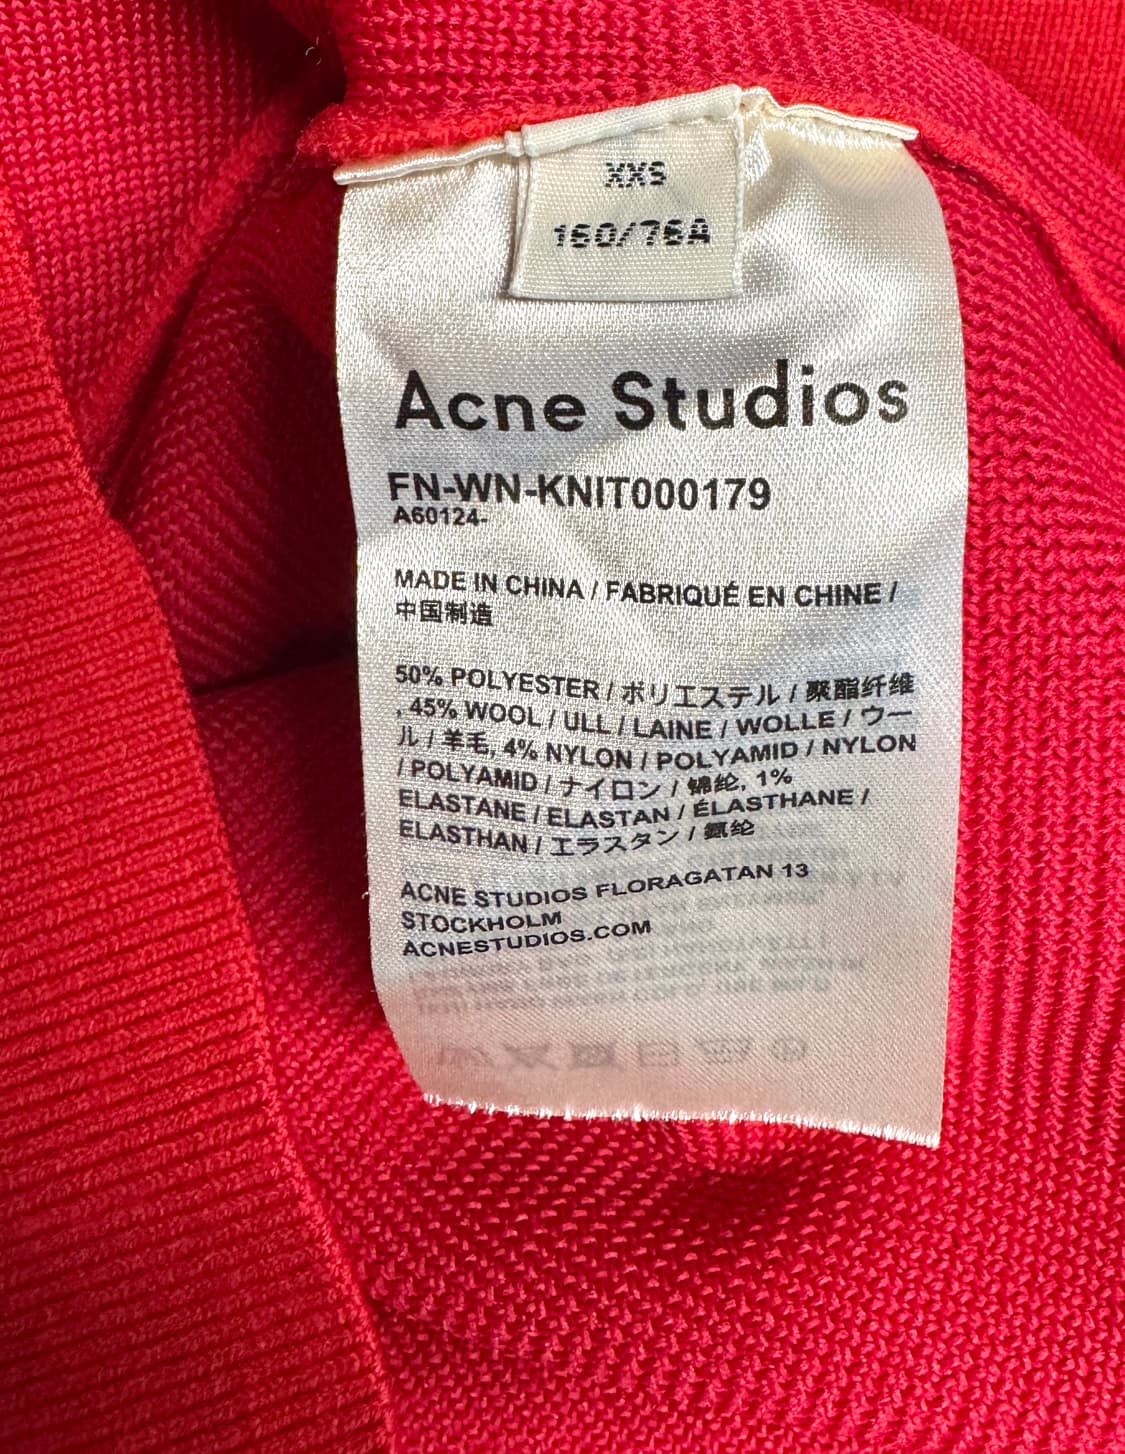 XXS
160/76A
Acne Studios
FN-WN-KNIT000179
A60124-
MADE IN CHINA / FABRIQUÉ EN CHINE /
中国制造
50% POLYESTER / ポリエステル / 聚酯纤维
, 45% WOOL / ULL / LAINE / WOLLE / ウー
ル / 羊毛, 4% NYLON / POLYAMID / NYLON
/ POLYAMID / ナイロン / 锦纶, 1%
ELASTANE / ELASTAN / ÉLASTHANE /
ELASTHAN / エラスタン / 氨纶
ACNE STUDIOS FLORAGATAN 13
STOCKHOLM
ACNESTUDIOS.COM